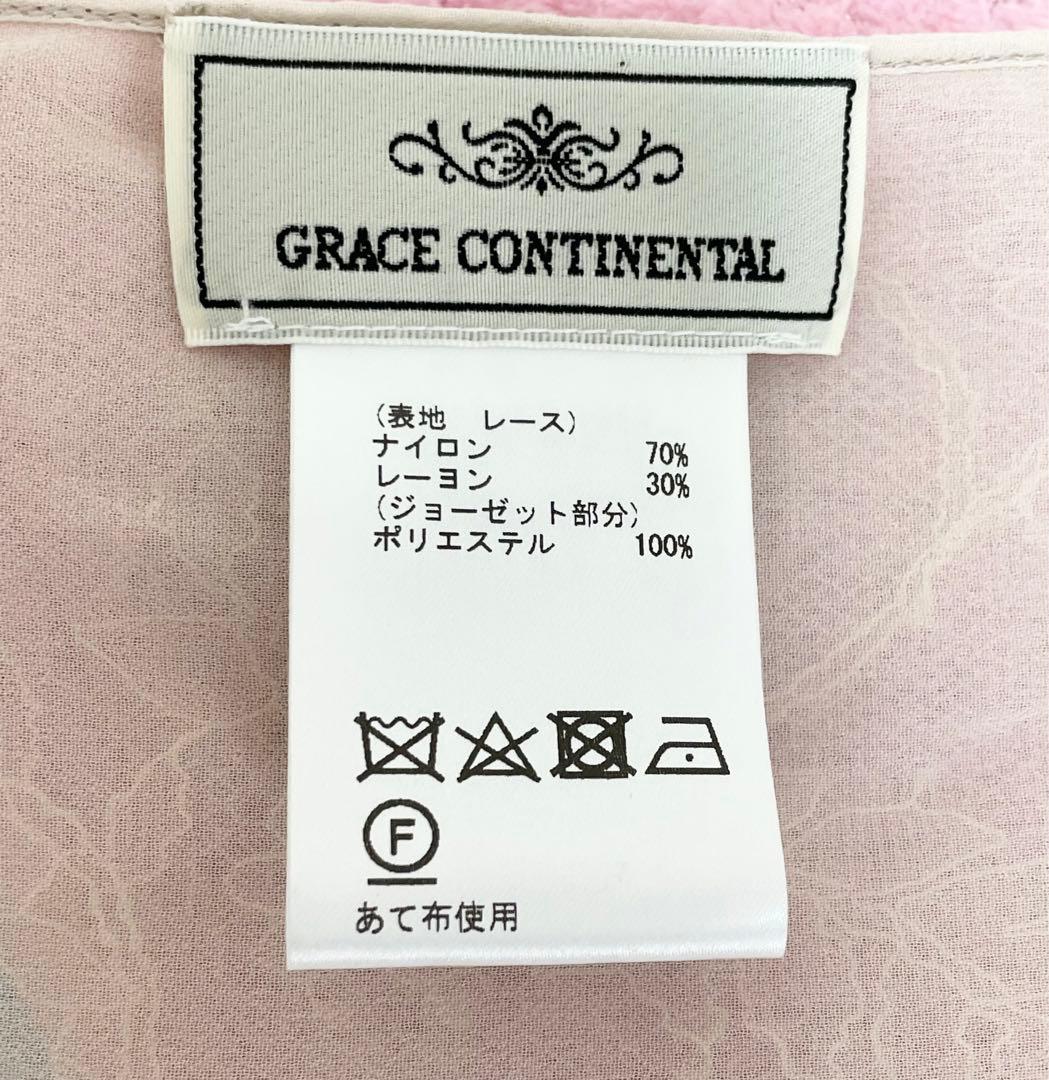 GRACE CONTINENTAL
(表地　レース)
ナイロン 70%
レーヨン 30%
(ジョーゼット部分)
ポリエステル 100%
F
あて布使用